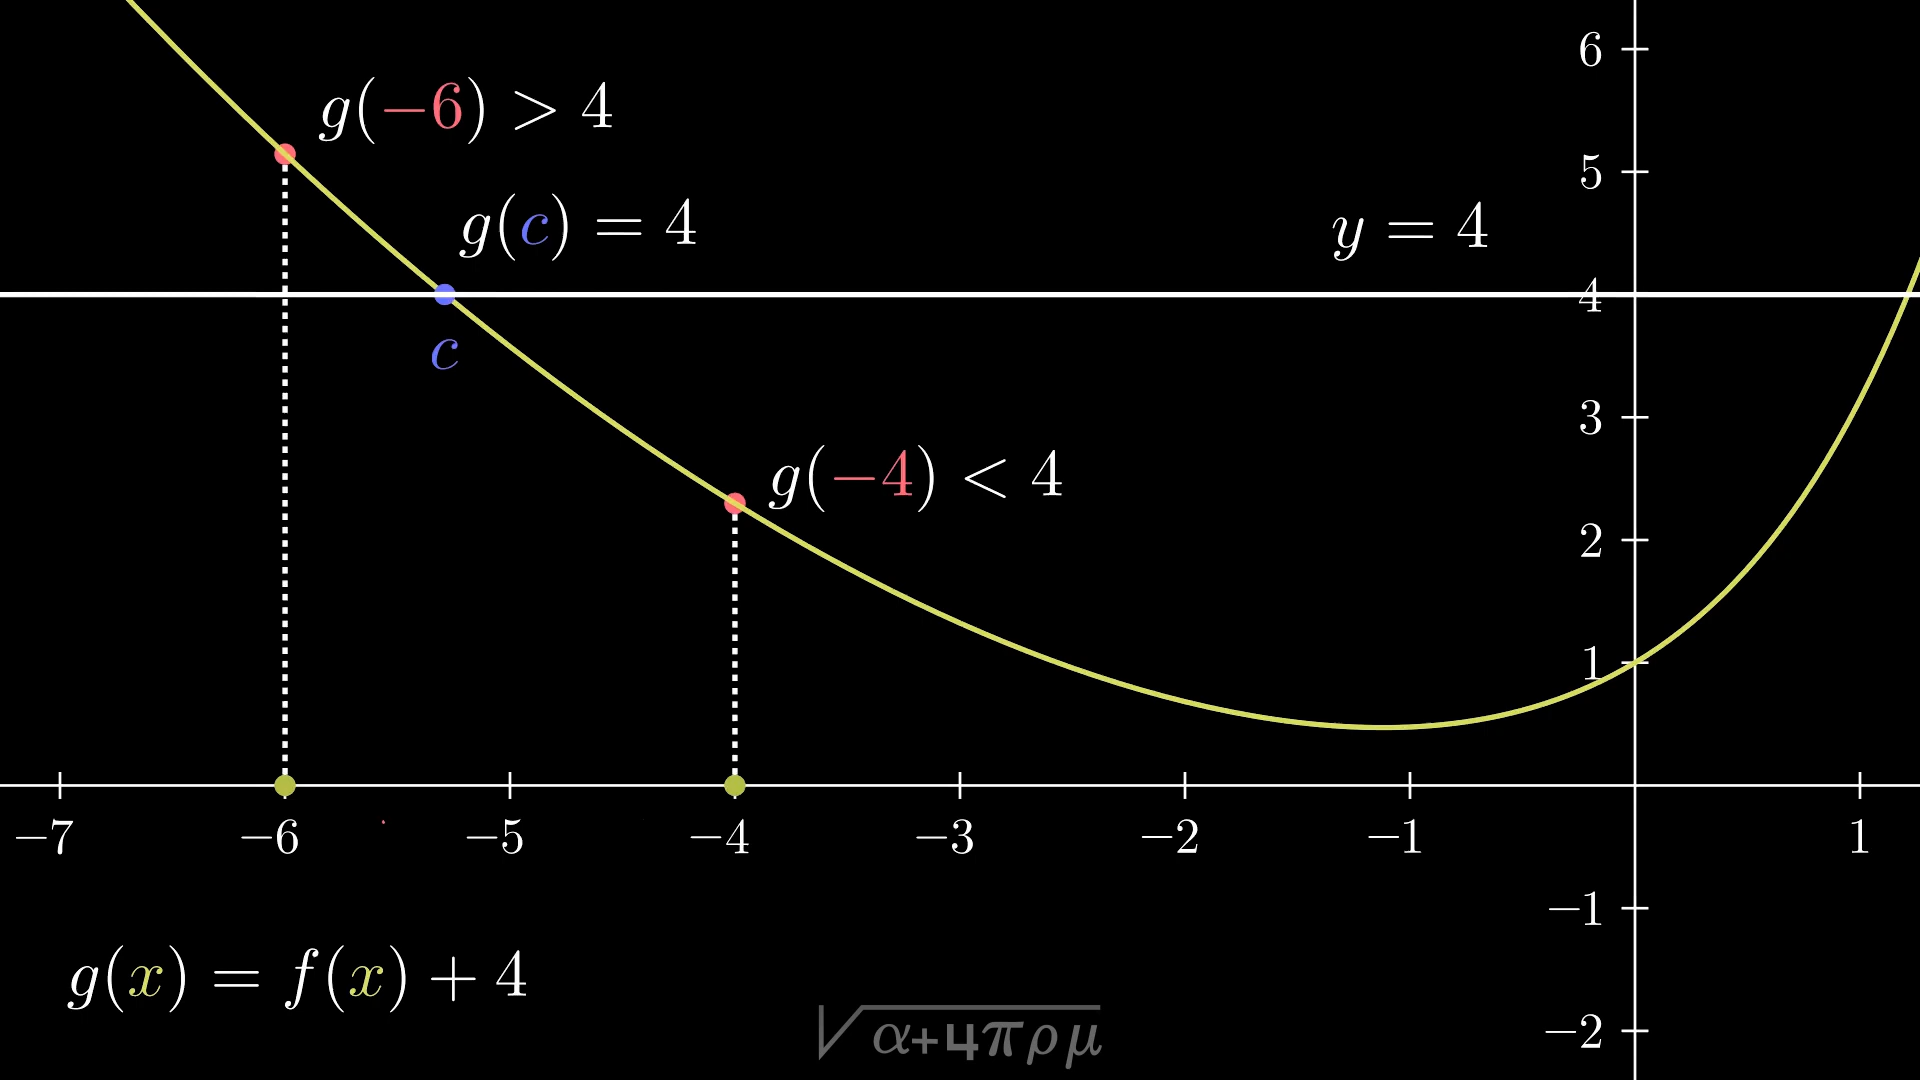 6
g(−6) > 4
5
g(c) = 4
y = 4
4
c
3
g(−4) < 4
2
1
−7 −6 −5 −4 −3 −2 −1 1
−1
g(x) = f(x) + 4
−2
√α+4πρμ